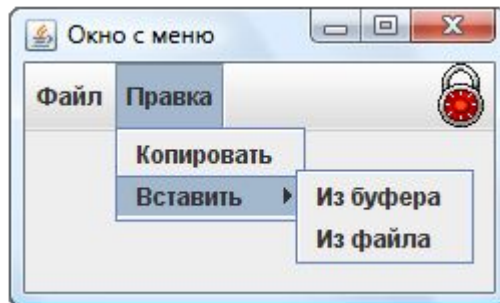 Окно с меню
Файл Правка
Копировать
Вставить
Из буфера
Из файла